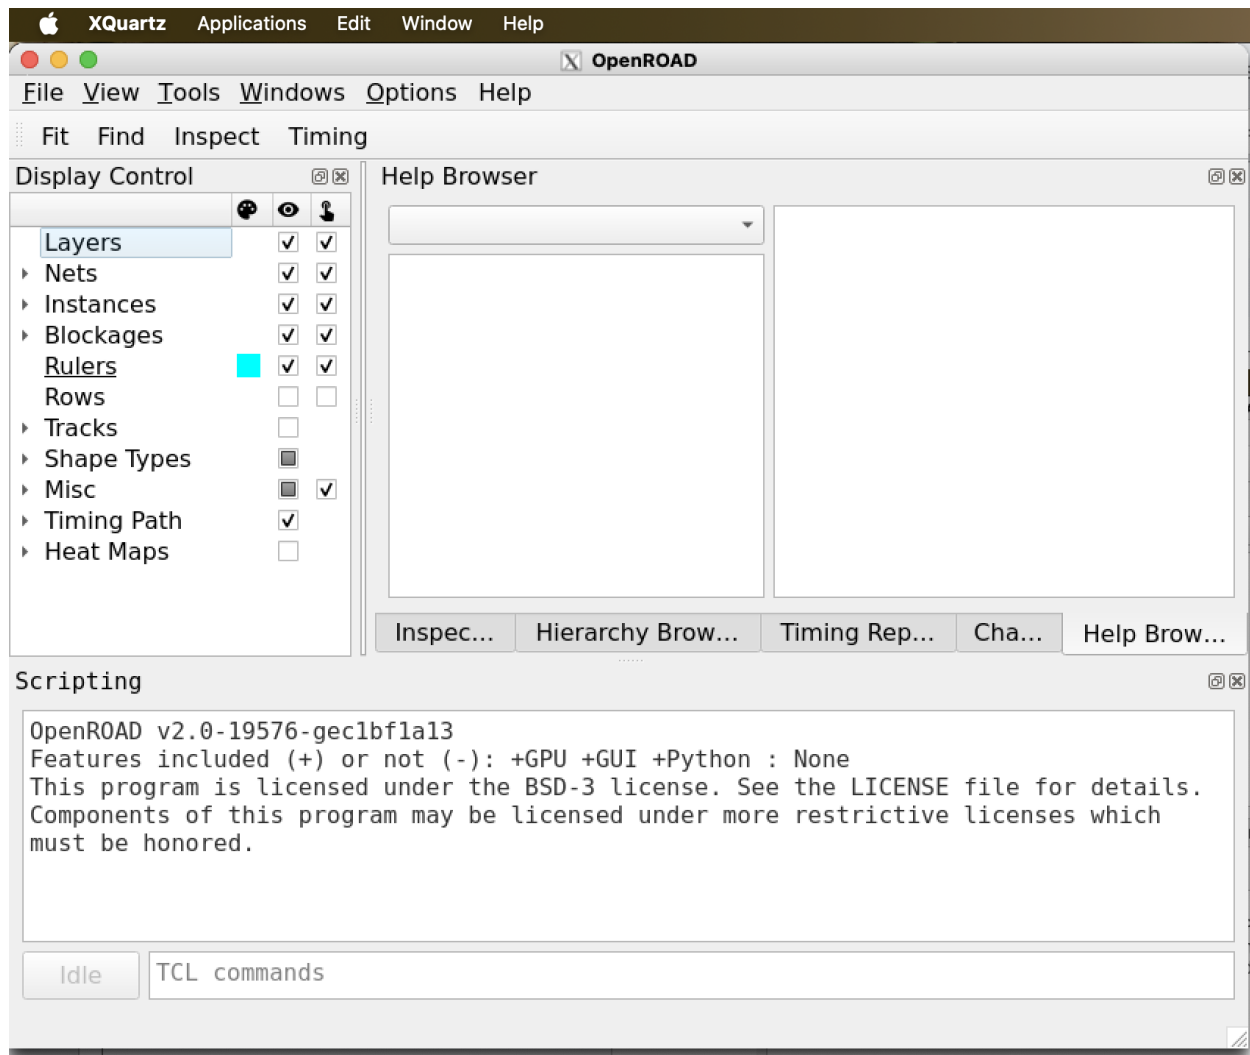 XQuartz Applications Edit Window Help
OpenROAD
File View Tools Windows Options Help
Fit Find Inspect Timing
Display Control
Help Browser
Layers
Nets
Instances
Blockages
Rulers
Rows
Tracks
Shape Types
Misc
Timing Path
Heat Maps
Inspec... Hierarchy Brow... Timing Rep... Cha... Help Brow...
Scripting
OpenROAD v2.0-19576-gec1bf1a13
Features included (+) or not (-): +GPU +GUI +Python : None
This program is licensed under the BSD-3 license. See the LICENSE file for details.
Components of this program may be licensed under more restrictive licenses which
must be honored.
Idle TCL commands